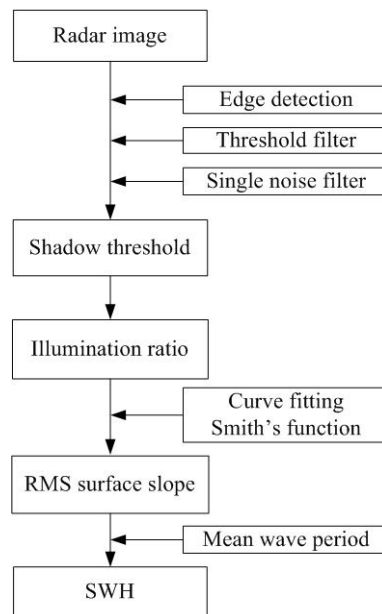 Radar image
Edge detection
Threshold filter
Single noise filter
Shadow threshold
Illumination ratio
Curve fitting
Smith's function
RMS surface slope
Mean wave period
SWH